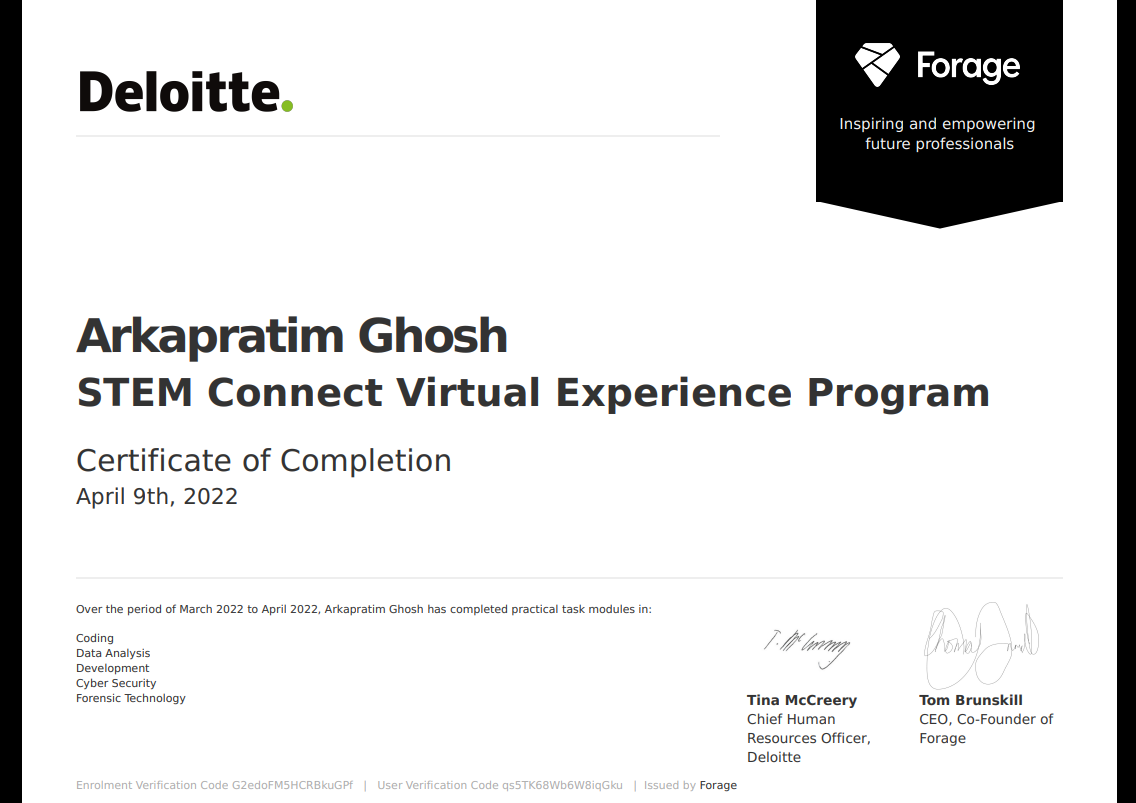 Deloitte.
Forage
Inspiring and empowering
future professionals
Arkapratim Ghosh
STEM Connect Virtual Experience Program
Certificate of Completion
April 9th, 2022
Over the period of March 2022 to April 2022, Arkapratim Ghosh has completed practical task modules in:
Coding
Data Analysis
Development
Cyber Security
Forensic Technology
T. McCreery
Tina McCreery
Chief Human
Resources Officer,
Deloitte
Tom Brunskill
CEO, Co-Founder of
Forage
Enrolment Verification Code G2edoFM5HCRBkuGPf | User Verification Code qs5TK68Wb6W8iqGku | Issued by Forage